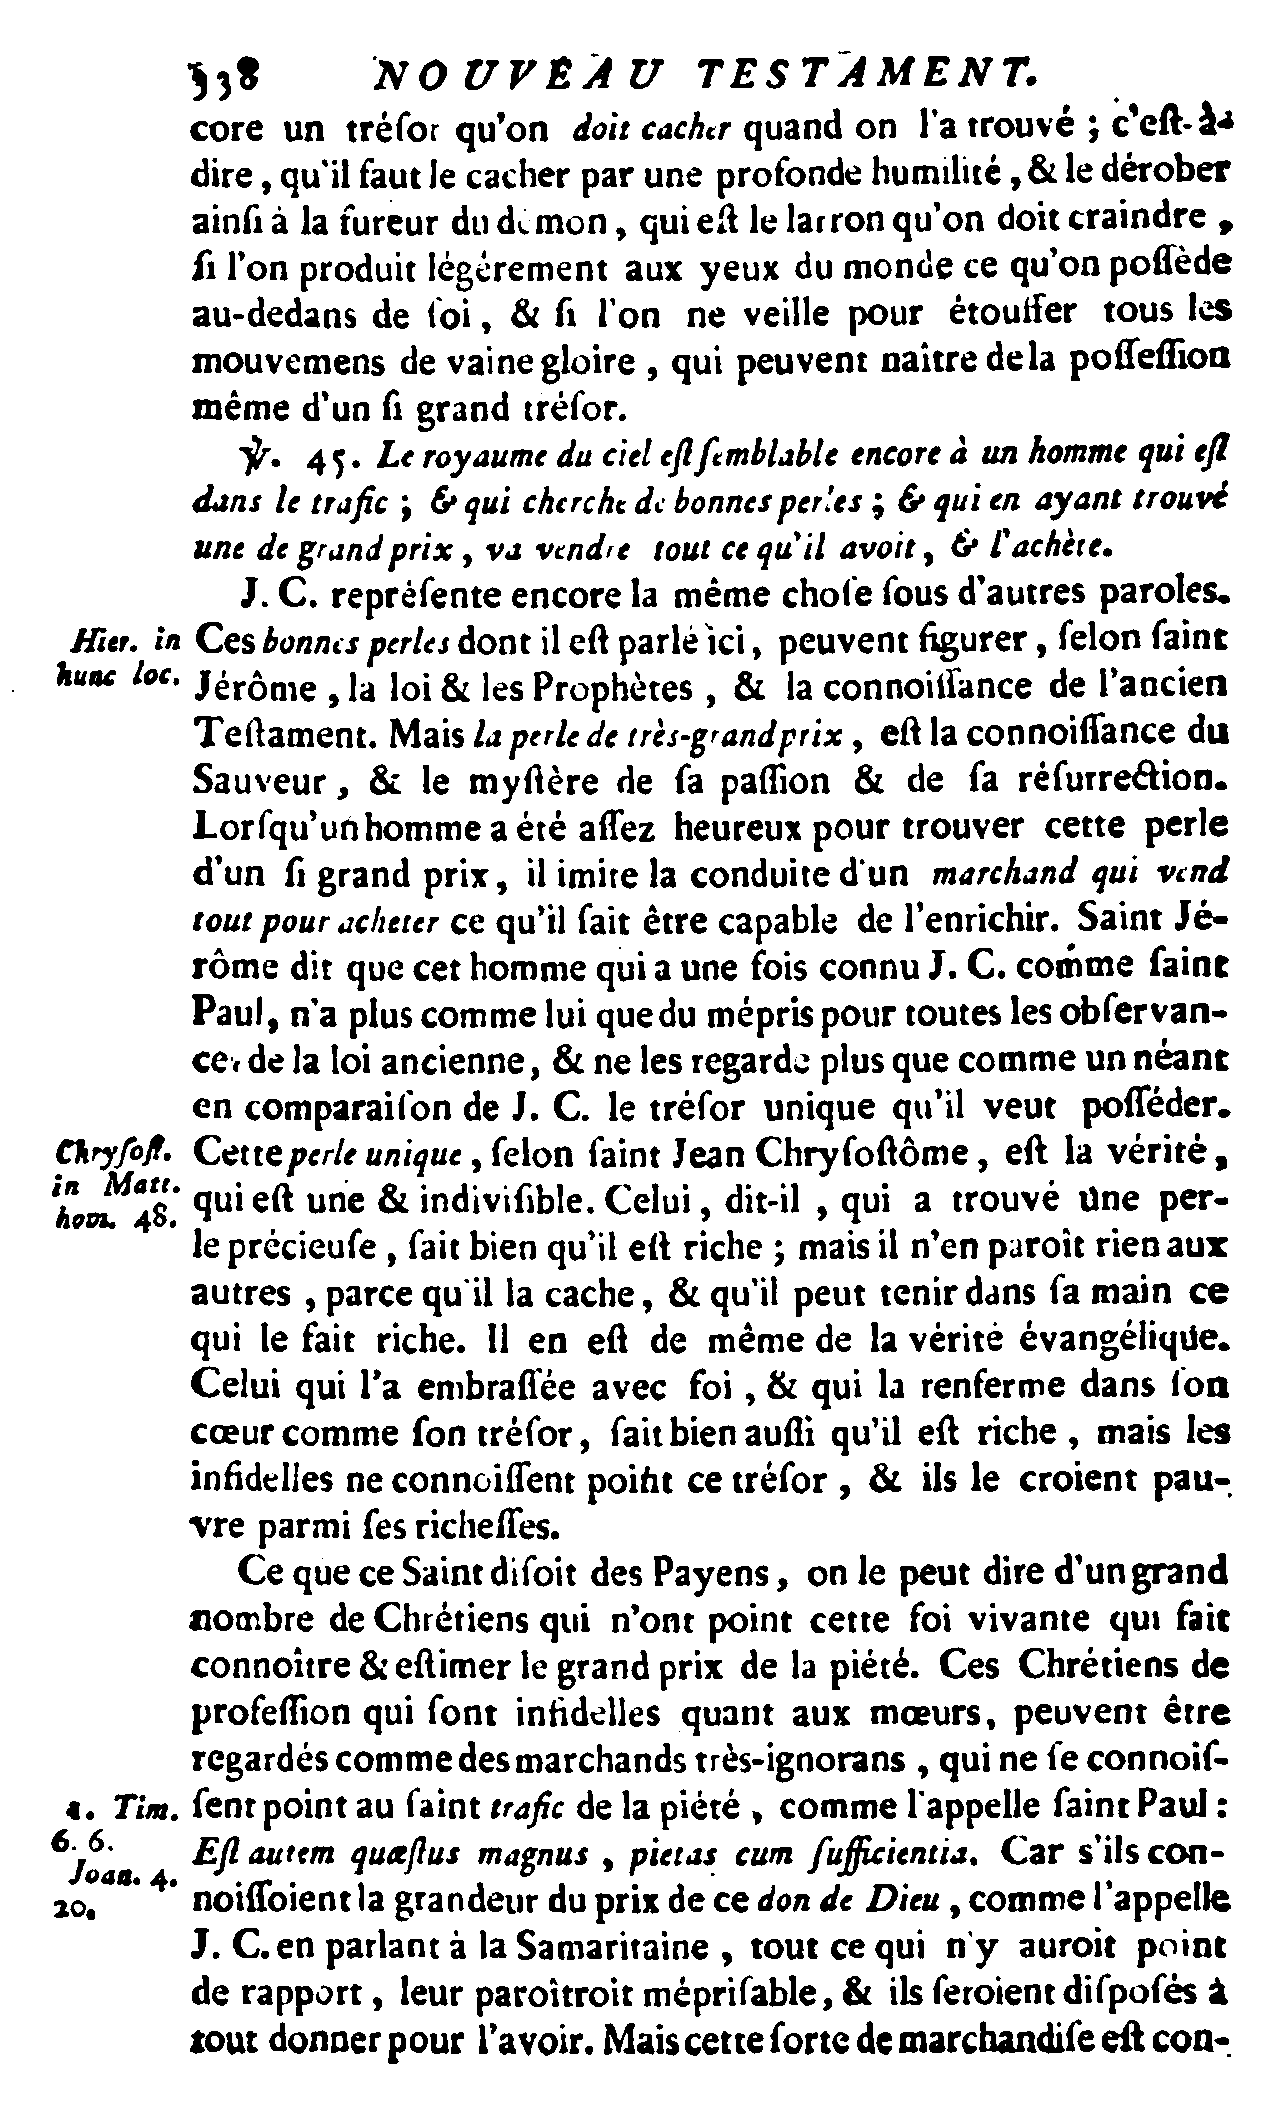 338 NOUVEAU TESTAMENT.
core un tréſor qu'on doit cacher quand on l'a trouvé ; c'eſt-à-
dire, qu'il faut le cacher par une profonde humilité, & le dérober
ainſi à la fureur du démon, qui eſt le larron qu'on doit craindre,
ſi l'on produit légérement aux yeux du monde ce qu'on poſſède
au-dedans de ſoi, & ſi l'on ne veille pour étouffer tous les
mouvemens de vaine gloire, qui peuvent naître de la poſſeſſion
même d'un ſi grand tréſor.
℣. 45. Le royaume du ciel eſt ſemblable encore à un homme qui eſt
dans le trafic ; & qui cherche de bonnes perles ; & qui en ayant trouvé
une de grand prix, va vendre tout ce qu'il avoit, & l'achète.
J. C. repréſente encore la même choſe ſous d'autres paroles.
Hier. in
hunc loc.
Ces bonnes perles dont il eſt parlé ici, peuvent figurer, ſelon ſaint
Jérôme, la loi & les Prophètes, & la connoiſſance de l'ancien
Teſtament. Mais la perle de très-grand prix, eſt la connoiſſance du
Sauveur, & le myſtère de ſa paſſion & de ſa réſurrection.
Lorſqu'un homme a été aſſez heureux pour trouver cette perle
d'un ſi grand prix, il imite la conduite d'un marchand qui vend
tout pour acheter ce qu'il ſait être capable de l'enrichir. Saint Jé-
rôme dit que cet homme qui a une fois connu J. C. comme ſaint
Paul, n'a plus comme lui que du mépris pour toutes les obſervan-
ces de la loi ancienne, & ne les regarde plus que comme un néant
en comparaiſon de J. C. le tréſor unique qu'il veut poſſéder.
Chryſoſt.
in Matt.
hom. 48.
Cette perle unique, ſelon ſaint Jean Chryſoſtôme, eſt la vérité,
qui eſt une & indiviſible. Celui, dit-il, qui a trouvé une per-
le précieuſe, ſait bien qu'il eſt riche ; mais il n'en paroît rien aux
autres, parce qu'il la cache, & qu'il peut tenir dans ſa main ce
qui le fait riche. Il en eſt de même de la vérité évangélique.
Celui qui l'a embraſſée avec foi, & qui la renferme dans ſon
cœur comme ſon tréſor, ſait bien auſſi qu'il eſt riche, mais les
infidelles ne connoiſſent point ce tréſor, & ils le croient pau-
vre parmi ſes richeſſes.
Ce que ce Saint diſoit des Payens, on le peut dire d'un grand
nombre de Chrétiens qui n'ont point cette foi vivante qui fait
connoître & eſtimer le grand prix de la piété. Ces Chrétiens de
profeſſion qui ſont infidelles quant aux mœurs, peuvent être
regardés comme des marchands très-ignorans, qui ne ſe connoiſ-
1. Tim.
6. 6.
Joan. 4.
20.
ſent point au ſaint trafic de la piété, comme l'appelle ſaint Paul :
Eſt autem quæſtus magnus, pietas cum ſufficientia. Car s'ils con-
noiſſoient la grandeur du prix de ce don de Dieu, comme l'appelle
J. C. en parlant à la Samaritaine, tout ce qui n'y auroit point
de rapport, leur paroîtroit mépriſable, & ils ſeroient diſpoſés à
tout donner pour l'avoir. Mais cette ſorte de marchandiſe eſt con-